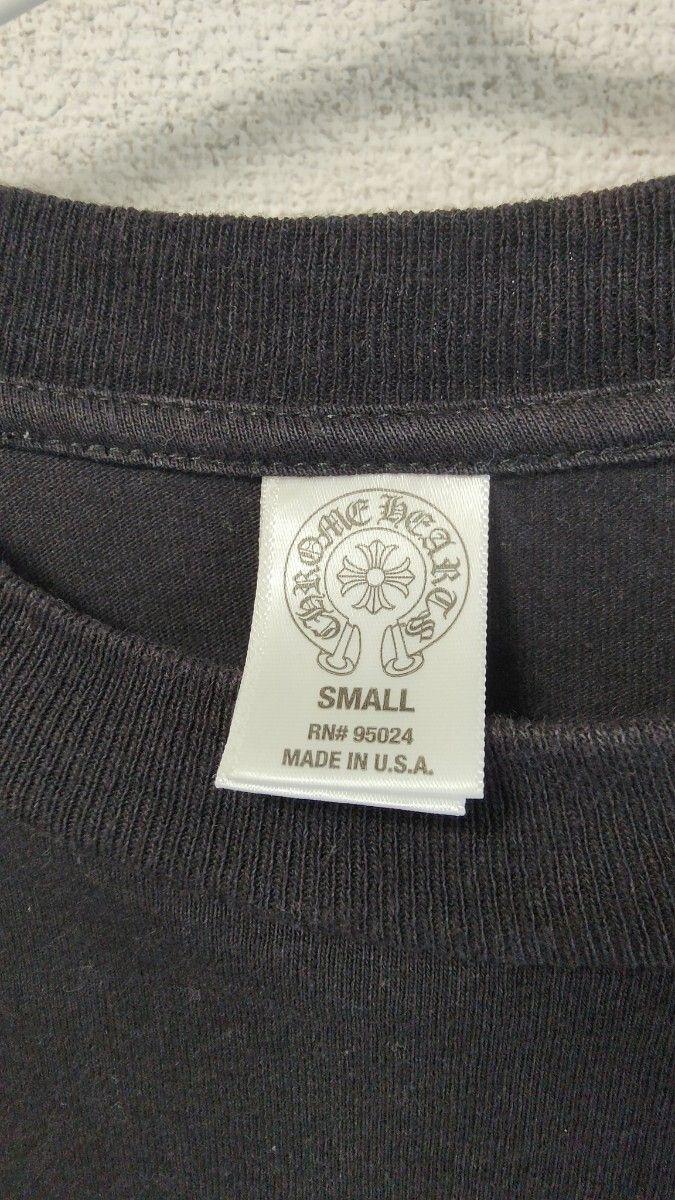 CHROME HEARTS
SMALL
RN# 95024
MADE IN U.S.A.